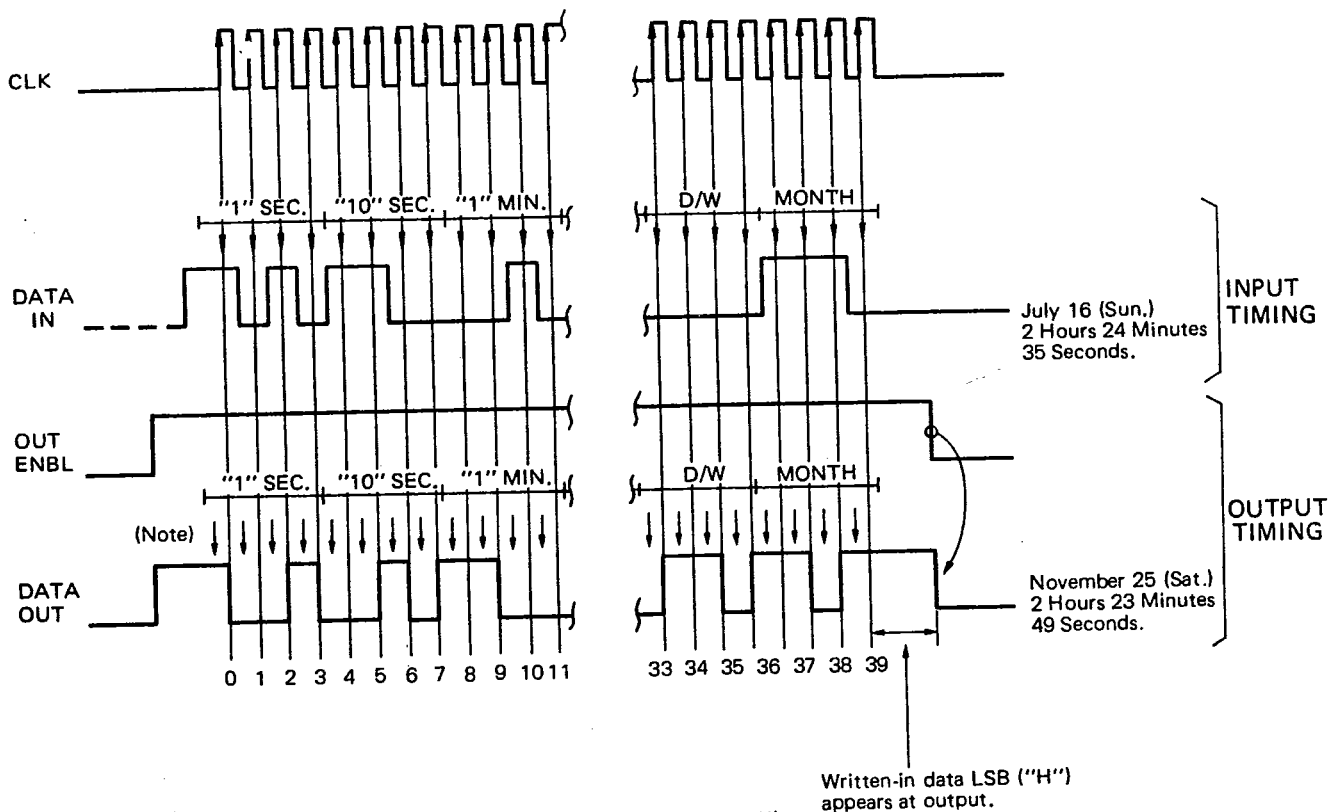 CLK
"1" SEC. "10" SEC. "1" MIN. D/W MONTH
DATA
IN
July 16 (Sun.)
2 Hours 24 Minutes
35 Seconds.
INPUT
TIMING
OUT
ENBL
"1" SEC. "10" SEC. "1" MIN. D/W MONTH
(Note)
OUTPUT
TIMING
DATA
OUT
November 25 (Sat.)
2 Hours 23 Minutes
49 Seconds.
0 1 2 3 4 5 6 7 8 9 10 11 33 34 35 36 37 38 39
Written-in data LSB ("H")
appears at output.